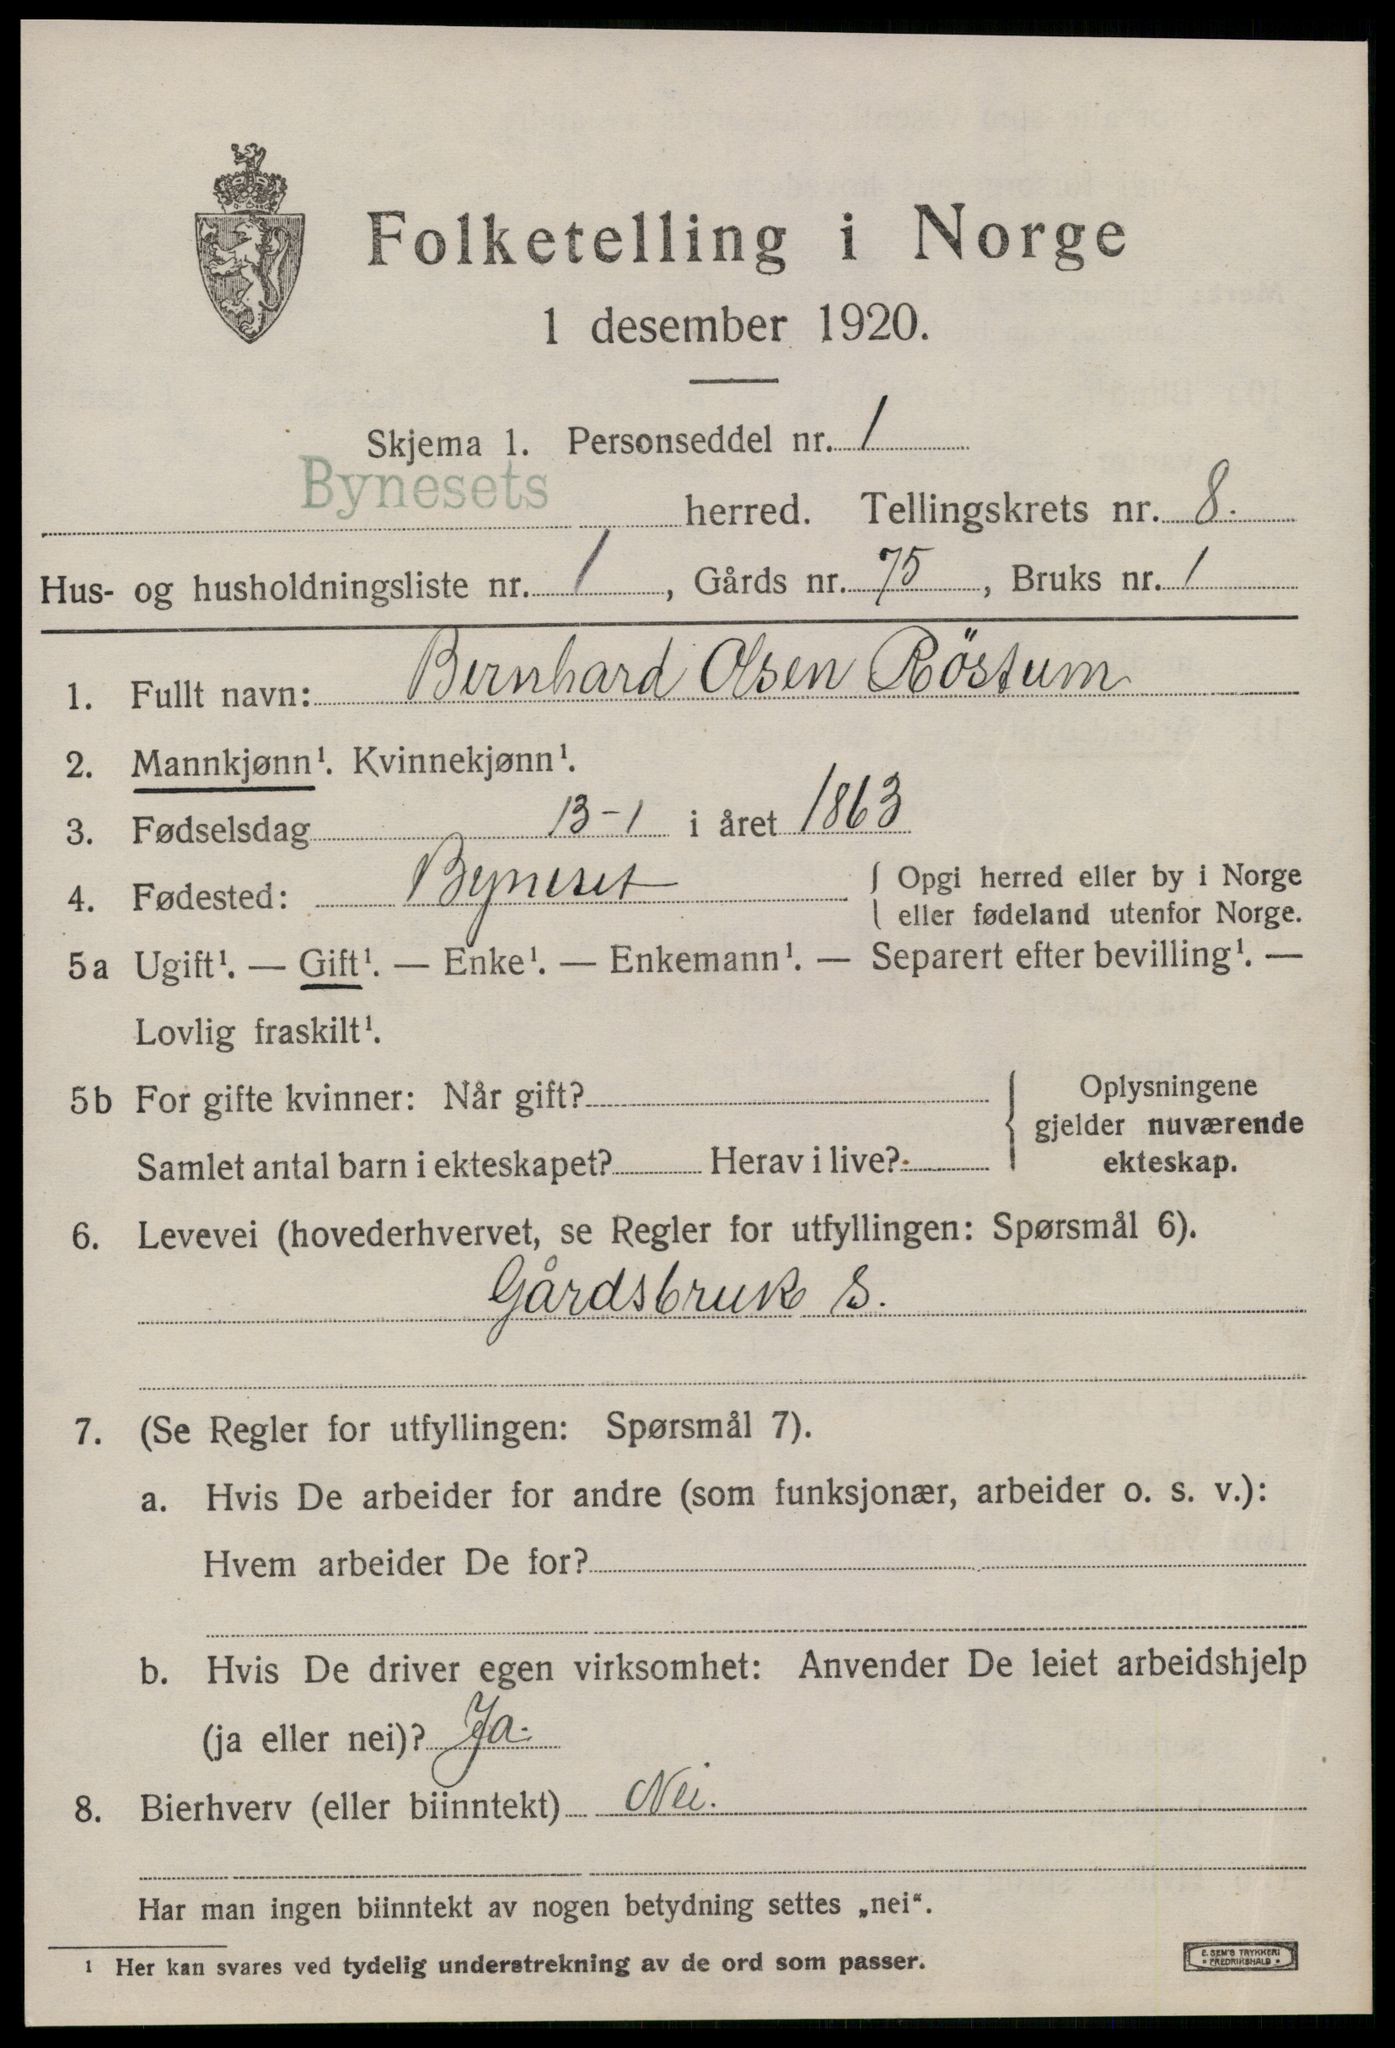 Folketelling i Norge
1 desember 1920.
Skjema 1. Personseddel nr. 1
Bynesets herred. Tellingskrets nr. 8.
Hus- og husholdningsliste nr. 1, Gårds nr. 75, Bruks nr. 1
1. Fullt navn: Bernhard Olsen Röstum
2. Mannkjønn¹. Kvinnekjønn¹.
3. Fødselsdag 13-1 i året 1863
4. Fødested: Byneset { Opgi herred eller by i Norge
eller fødeland utenfor Norge.
5a Ugift¹. — Gift¹. — Enke¹. — Enkemann¹. — Separert efter bevilling¹. —
Lovlig fraskilt¹.
5b For gifte kvinner: Når gift?
Samlet antal barn i ekteskapet? Herav i live?
Oplysningene
gjelder nuværende
ekteskap.
6. Levevei (hovederhvervet, se Regler for utfyllingen: Spørsmål 6).
Gårdsbruk S.
7. (Se Regler for utfyllingen: Spørsmål 7).
a. Hvis De arbeider for andre (som funksjonær, arbeider o. s. v.):
Hvem arbeider De for?
b. Hvis De driver egen virksomhet: Anvender De leiet arbeidshjelp
(ja eller nei)? Ja.
8. Bierhverv (eller biinntekt) Nei.
Har man ingen biinntekt av nogen betydning settes „nei“.
¹ Her kan svares ved tydelig understrekning av de ord som passer.
E. SEM'S TRYKKERI
* FREDRIKSHALD *